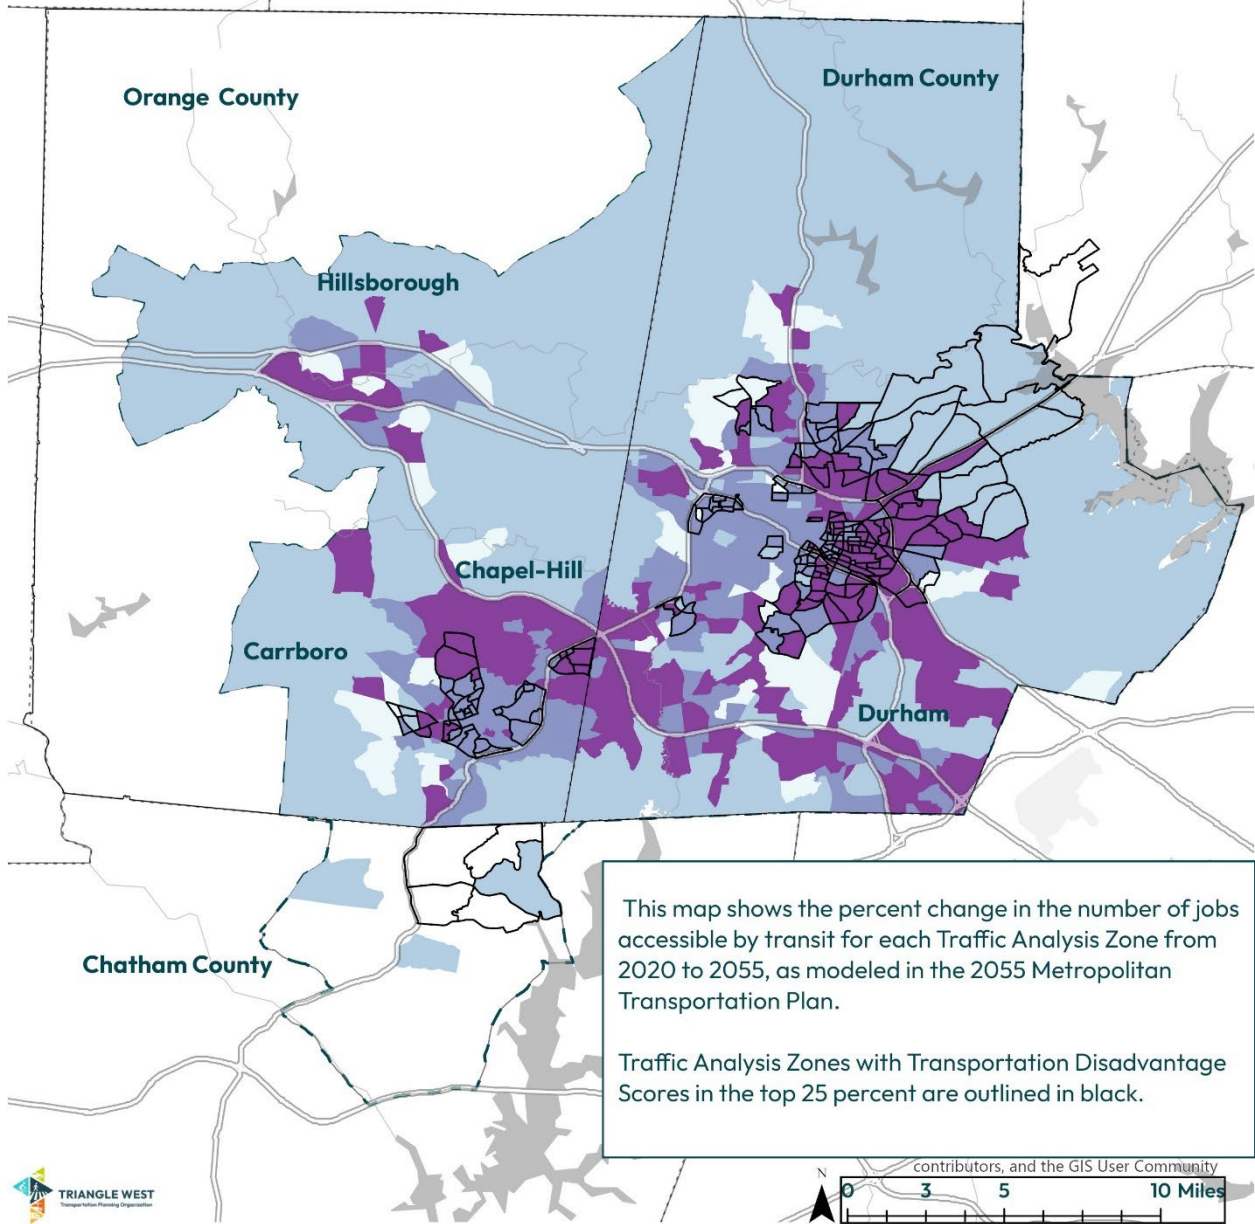 Orange County
Durham County
Hillsborough
Chapel-Hill
Carrboro
Durham
This map shows the percent change in the number of jobs
accessible by transit for each Traffic Analysis Zone from
2020 to 2055, as modeled in the 2055 Metropolitan
Transportation Plan.
Traffic Analysis Zones with Transportation Disadvantage
Scores in the top 25 percent are outlined in black.
Chatham County
contributors, and the GIS User Community
N
0 3 5 10 Miles
TRIANGLE WEST
Transportation Planning Organization